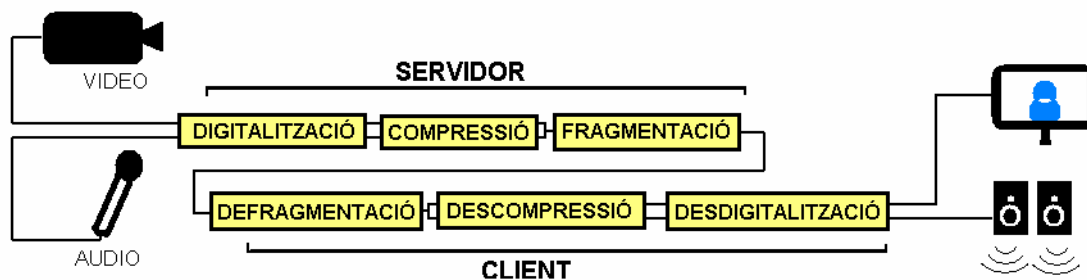 VIDEO
SERVIDOR
DIGITALITZACIÓ
COMPRESSIÓ
FRAGMENTACIÓ
DEFRAGMENTACIÓ
DESCOMPRESSIÓ
DESDIGITALITZACIÓ
AUDIO
CLIENT